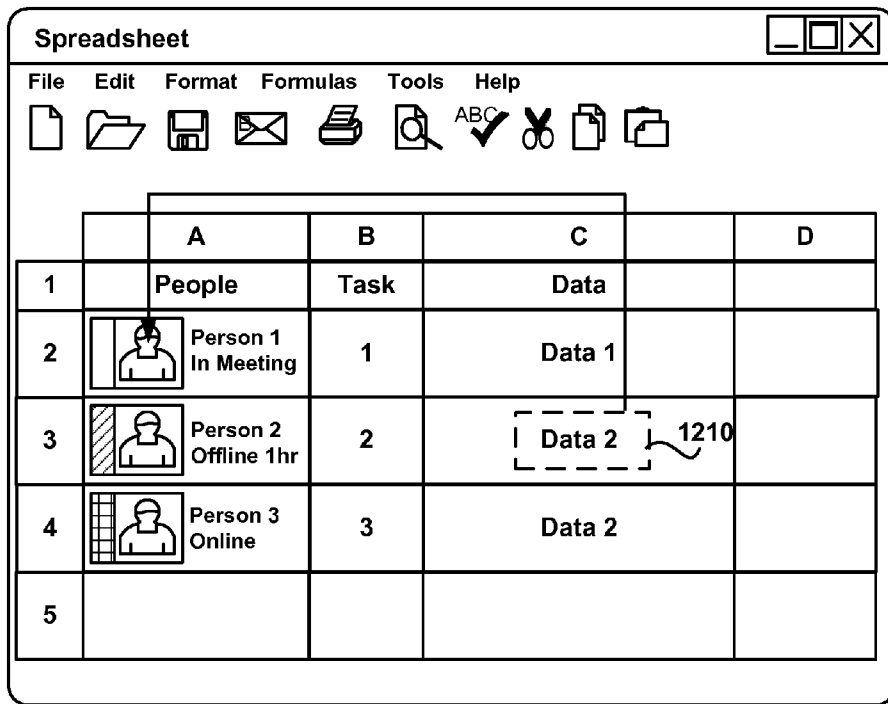 Spreadsheet
File Edit Format Formulas Tools Help
B
ABC
A B C D
1 People Task Data
2 Person 1 In Meeting 1 Data 1
3 Person 2 Offline 1hr 2 Data 2 1210
4 Person 3 Online 3 Data 2
5